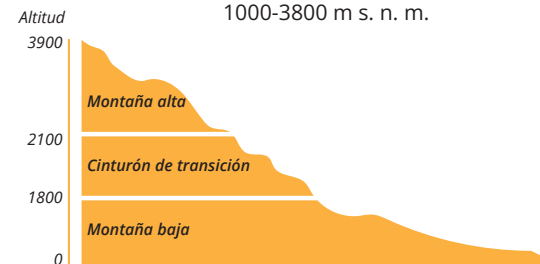 1000-3800 m s. n. m.
Altitud
3900
Montaña alta
2100
Cinturón de transición
1800
Montaña baja
0